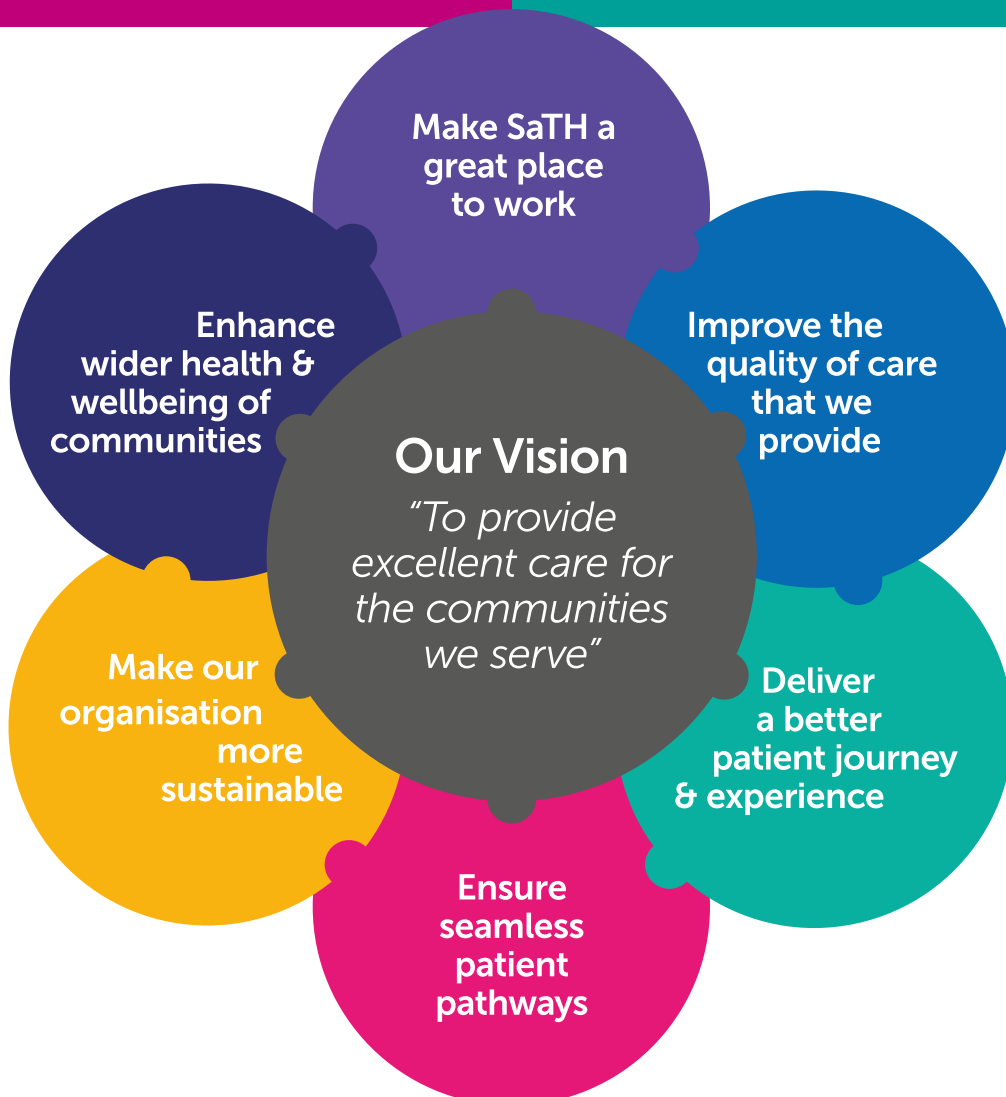 Make SaTH a
great place
to work
Improve the
quality of care
that we
provide
Deliver
a better
patient journey
& experience
Ensure
seamless
patient
pathways
Make our
organisation
more
sustainable
Enhance
wider health &
wellbeing of
communities
Our Vision
“To provide
excellent care for
the communities
we serve”